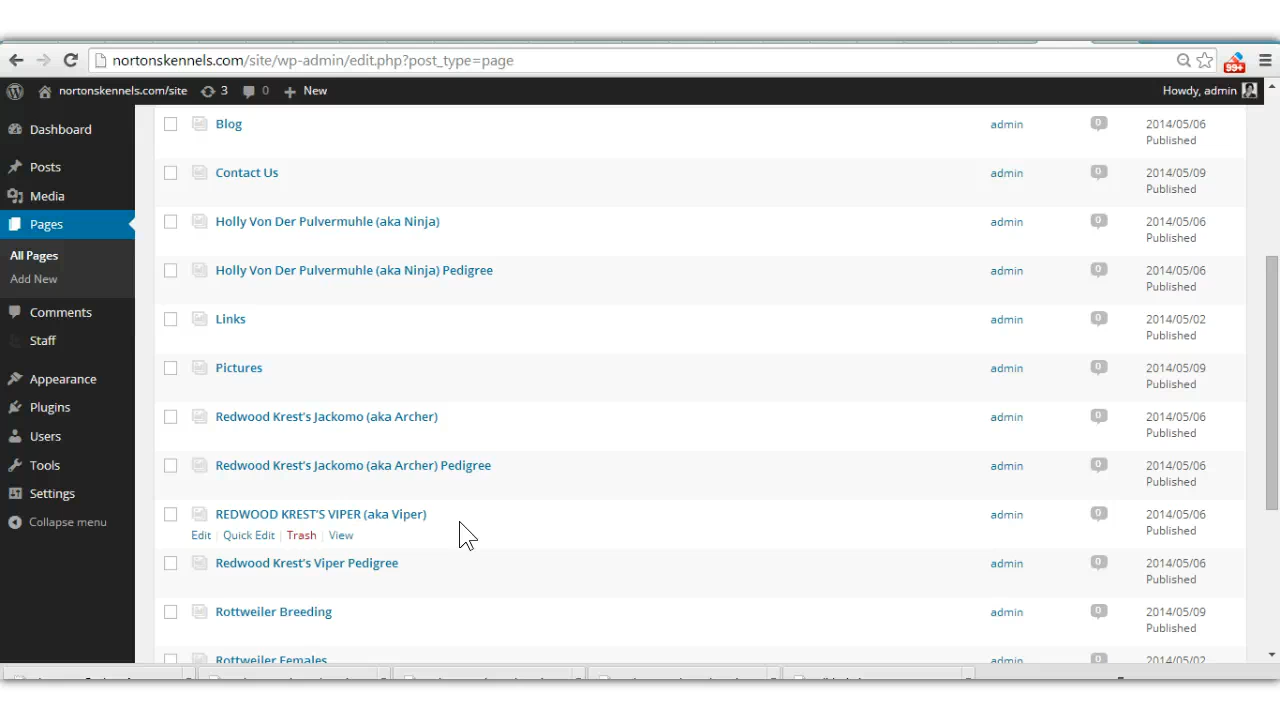 nortonskennels.com/site/wp-admin/edit.php?post_type=page
99+
nortonskennels.com/site 3 0 New Howdy, admin
Dashboard
Posts
Media
Pages
All Pages
Add New
Comments
Staff
Appearance
Plugins
Users
Tools
Settings
Collapse menu
Blog admin 0 2014/05/06
Published
Contact Us admin 0 2014/05/09
Published
Holly Von Der Pulvermuhle (aka Ninja) admin 0 2014/05/06
Published
Holly Von Der Pulvermuhle (aka Ninja) Pedigree admin 0 2014/05/06
Published
Links admin 0 2014/05/02
Published
Pictures admin 0 2014/05/09
Published
Redwood Krest's Jackomo (aka Archer) admin 0 2014/05/06
Published
Redwood Krest's Jackomo (aka Archer) Pedigree admin 0 2014/05/06
Published
REDWOOD KREST'S VIPER (aka Viper) admin 0 2014/05/06
Edit | Quick Edit | Trash | View Published
Redwood Krest's Viper Pedigree admin 0 2014/05/06
Published
Rottweiler Breeding admin 0 2014/05/09
Published
Rottweiler Females admin 0 2014/05/02